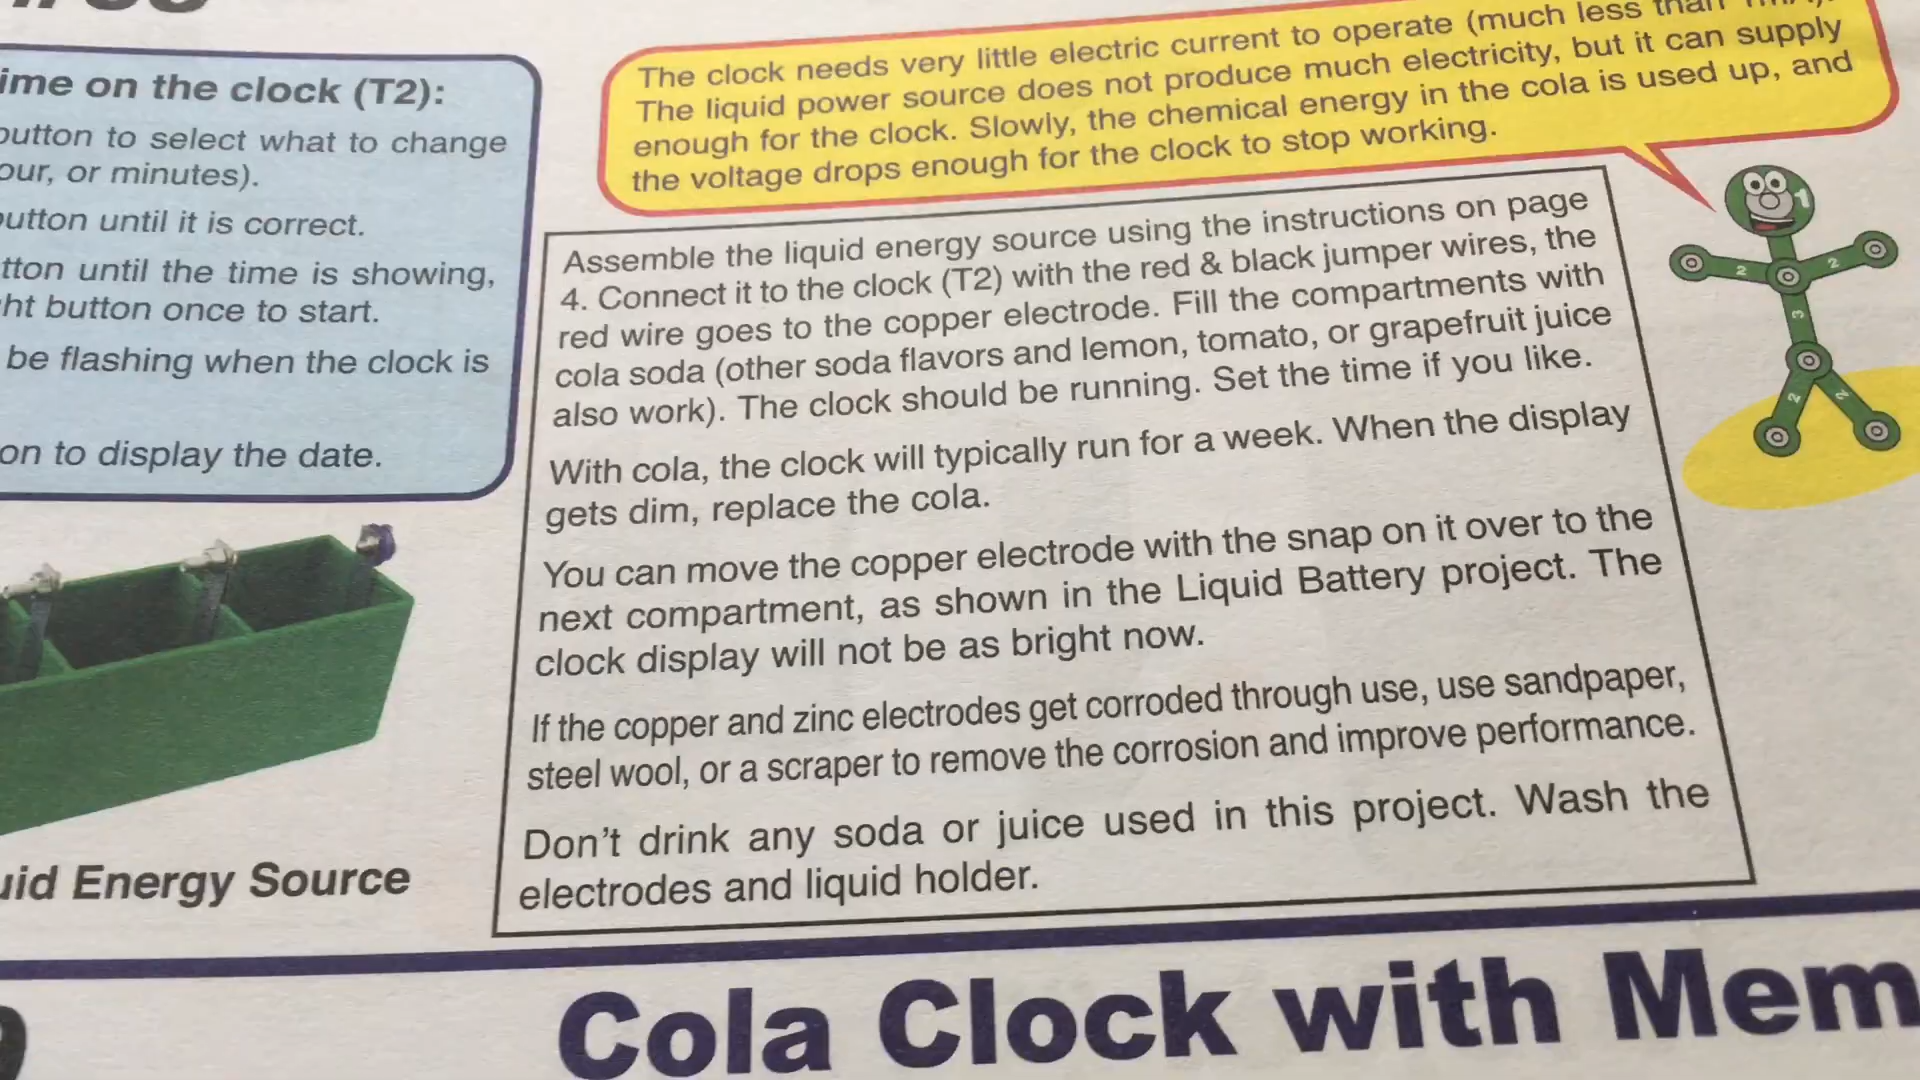 ime on the clock (T2):
button to select what to change
our, or minutes).
button until it is correct.
tton until the time is showing,
ht button once to start.
be flashing when the clock is
on to display the date.
uid Energy Source
The clock needs very little electric current to operate (much less than
The liquid power source does not produce much electricity, but it can supply
enough for the clock. Slowly, the chemical energy in the cola is used up, and
the voltage drops enough for the clock to stop working.
1
2
2
3
2
2
Assemble the liquid energy source using the instructions on page
4. Connect it to the clock (T2) with the red & black jumper wires, the
red wire goes to the copper electrode. Fill the compartments with
cola soda (other soda flavors and lemon, tomato, or grapefruit juice
also work). The clock should be running. Set the time if you like.
With cola, the clock will typically run for a week. When the display
gets dim, replace the cola.
You can move the copper electrode with the snap on it over to the
next compartment, as shown in the Liquid Battery project. The
clock display will not be as bright now.
If the copper and zinc electrodes get corroded through use, use sandpaper,
steel wool, or a scraper to remove the corrosion and improve performance.
Don't drink any soda or juice used in this project. Wash the
electrodes and liquid holder.
Cola Clock with Mem